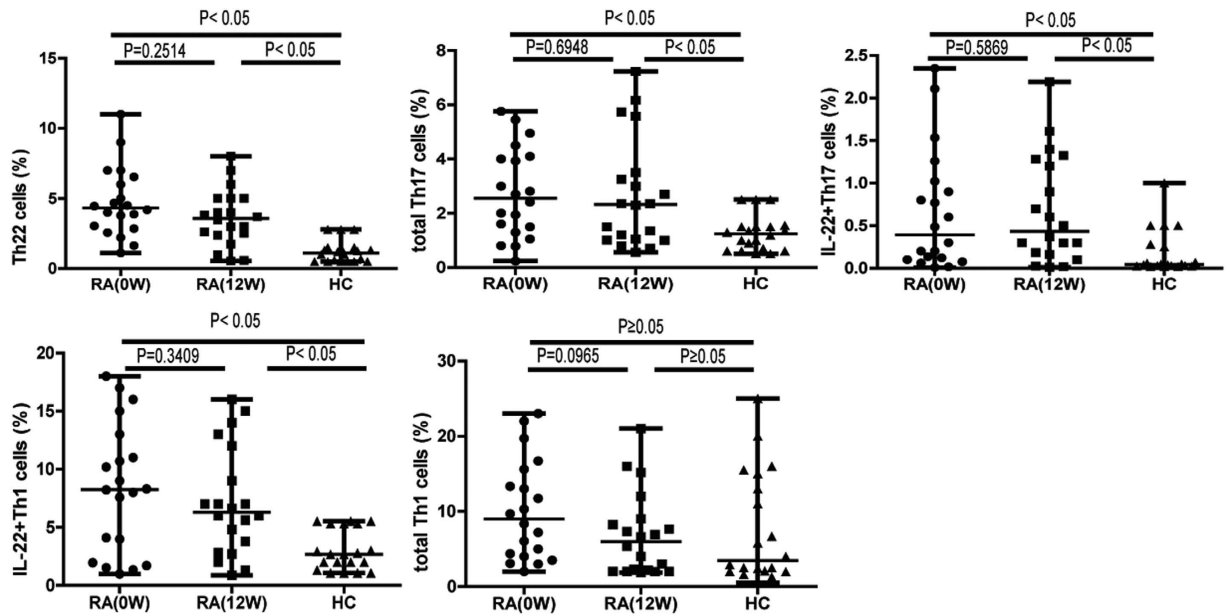 P< 0.05
P=0.2514 P< 0.05
Th22 cells (%)
15
10
5
0
RA(0W) RA(12W) HC
P< 0.05
P=0.6948 P< 0.05
total Th17 cells (%)
8
6
4
2
0
RA(0W) RA(12W) HC
P< 0.05
P=0.5869 P< 0.05
IL-22+Th17 cells (%)
2.5
2.0
1.5
1.0
0.5
0.0
RA(0W) RA(12W) HC
P< 0.05
P=0.3409 P< 0.05
IL-22+Th1 cells (%)
20
15
10
5
0
RA(0W) RA(12W) HC
P≥0.05
P=0.0965 P≥0.05
total Th1 cells (%)
30
20
10
0
RA(0W) RA(12W) HC